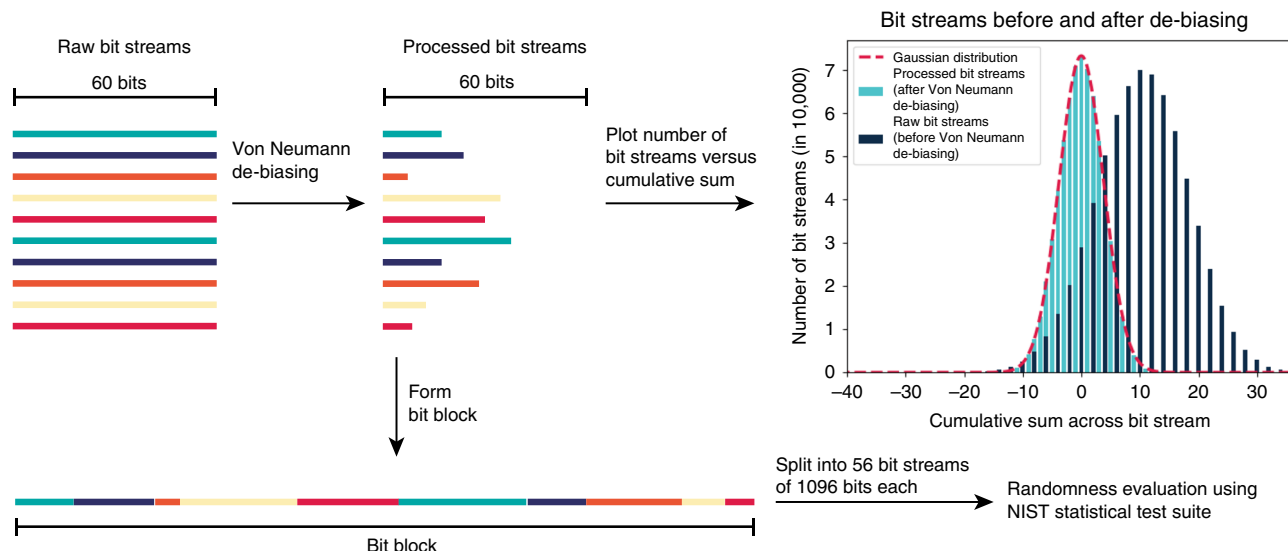 Raw bit streams
60 bits
Von Neumann
de-biasing
Processed bit streams
60 bits
Plot number of
bit streams versus
cumulative sum
Bit streams before and after de-biasing
Gaussian distribution
Processed bit streams
(after Von Neumann
de-biasing)
Raw bit streams
(before Von Neumann
de-biasing)
Number of bit streams (in 10,000)
7
6
5
4
3
2
1
0
–40
–30
–20
–10
0
10
20
30
Cumulative sum across bit stream
Form
bit block
Bit block
Split into 56 bit streams
of 1096 bits each
Randomness evaluation using
NIST statistical test suite